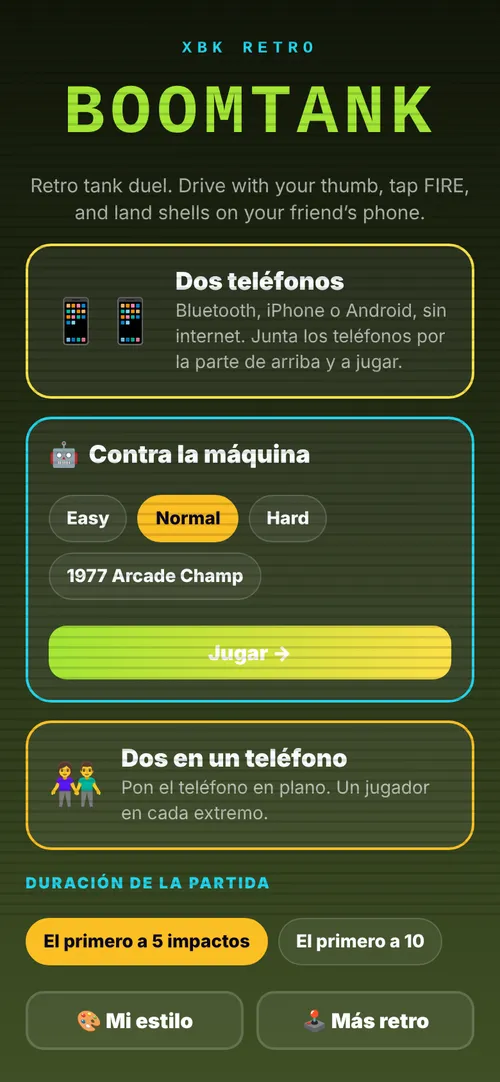 XBK RETRO
BOOMTANK
Retro tank duel. Drive with your thumb, tap FIRE,
and land shells on your friend’s phone.
Dos teléfonos
Bluetooth, iPhone o Android, sin
internet. Junta los teléfonos por
la parte de arriba y a jugar.
Contra la máquina
Easy Normal Hard
1977 Arcade Champ
Jugar →
Dos en un teléfono
Pon el teléfono en plano. Un jugador
en cada extremo.
DURACIÓN DE LA PARTIDA
El primero a 5 impactos El primero a 10
Mi estilo Más retro